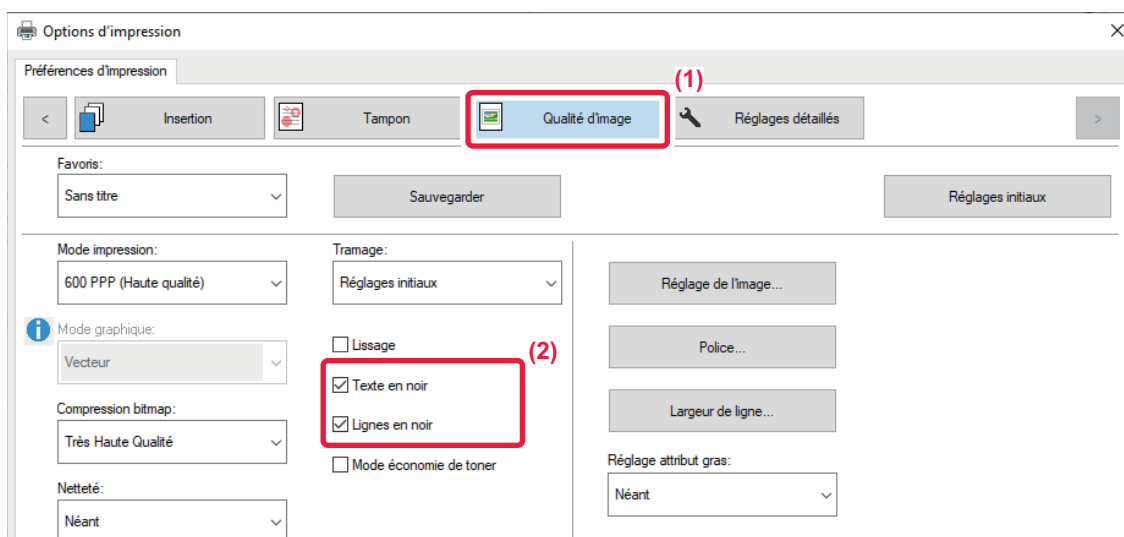 Options d'impression
Préférences d'impression
(1)
< Insertion Tampon Qualité d'image Réglages détaillés >
Favoris:
Sans titre Sauvegarder Réglages initiaux
Mode impression: Tramage:
600 PPP (Haute qualité) Réglages initiaux Réglage de l'image...
Mode graphique:
Vecteur Lissage (2) Police...
Texte en noir
Compression bitmap: Lignes en noir Largeur de ligne...
Très Haute Qualité
Mode économie de toner Réglage attribut gras:
Netteté:
Néant Néant